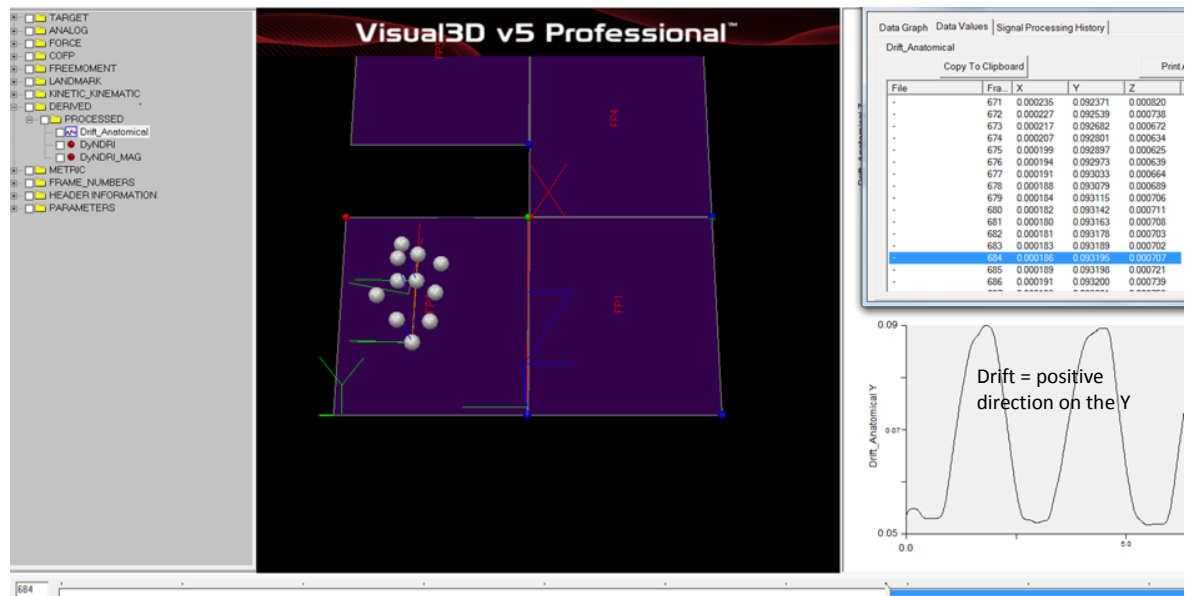 TARGET
ANALOG
FORCE
COFP
FREEMOMENT
LANDMARK
KINETIC_KINEMATIC
DERIVED
PROCESSED
Drift_Anatomical
DyNDRI
DyNDRI_MAG
METRIC
FRAME_NUMBERS
HEADER INFORMATION
PARAMETERS
Visual3D v5 Professional™
FP4
FP1
Data Graph Data Values Signal Processing History
Drift_Anatomical
Copy To Clipboard
File Fra... X Y Z
- 671 0.000235 0.092371 0.000820
- 672 0.000227 0.092539 0.000738
- 673 0.000217 0.092682 0.000672
- 674 0.000207 0.092801 0.000634
- 675 0.000199 0.092897 0.000625
- 676 0.000194 0.092973 0.000639
- 677 0.000191 0.093033 0.000664
- 678 0.000188 0.093079 0.000689
- 679 0.000184 0.093115 0.000706
- 680 0.000182 0.093142 0.000711
- 681 0.000180 0.093163 0.000708
- 682 0.000181 0.093178 0.000703
- 683 0.000183 0.093189 0.000702
- 684 0.000186 0.093195 0.000707
- 685 0.000189 0.093198 0.000721
- 686 0.000191 0.093200 0.000739
0.09
Drift = positive
direction on the Y
Drift_Anatomical Y
0.07
0.05
0.0
5.0
684